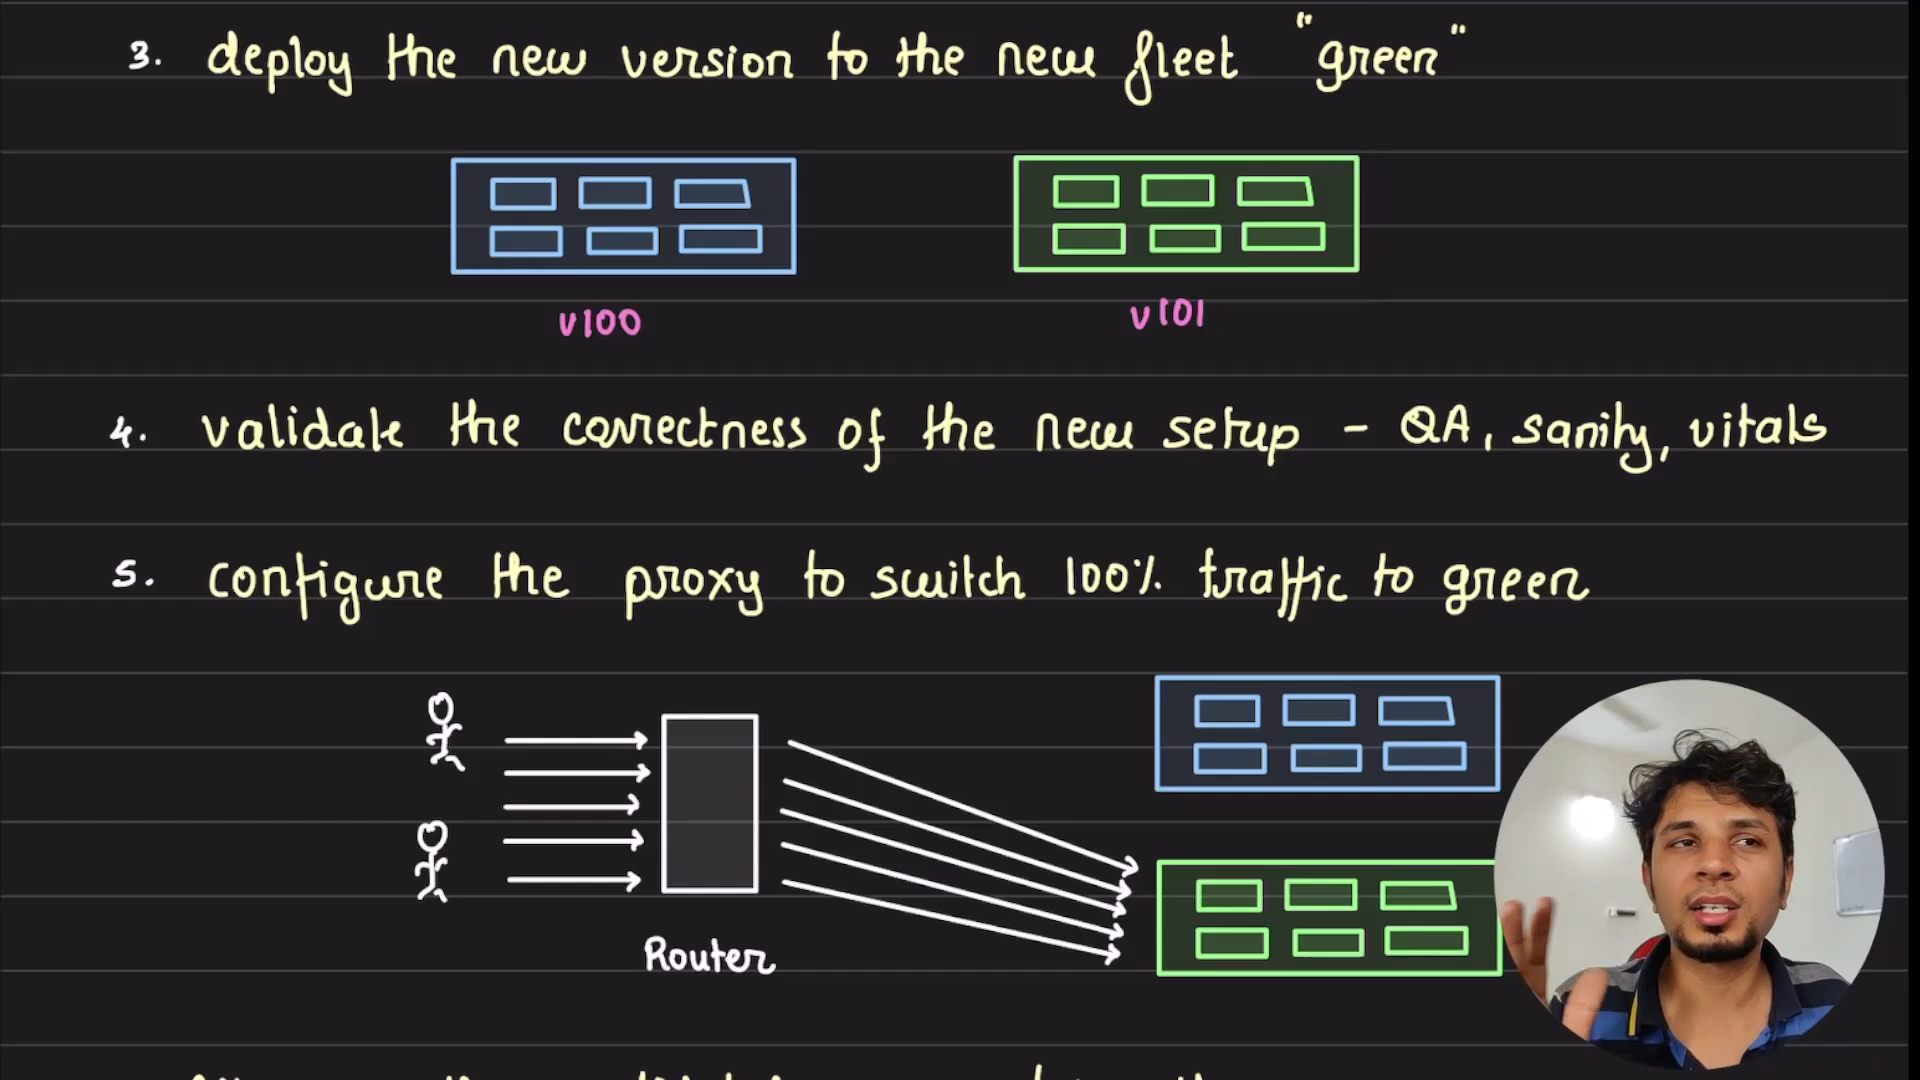 3. deploy the new version to the new fleet "green"
v100
v101
4. validate the correctness of the new setup - QA, sanity, vitals
5. configure the proxy to switch 100% traffic to green
Router